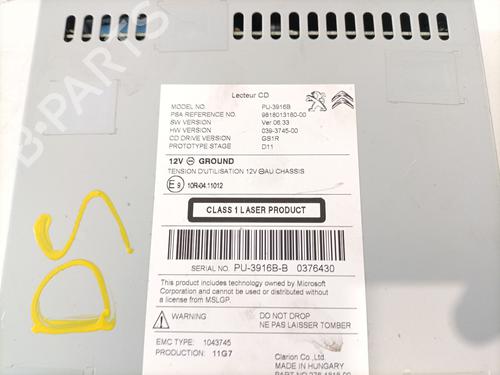 B-PARTS
Lecteur CD
MODEL NO. PU-3916B
PSA REFERENCE NO. 9818013180-00
SW VERSION Ver 06.33
HW VERSION 039-3745-00
CD DRIVE VERSION GS1R
PROTOTYPE STAGE D11
12V ⊖ GROUND
TENSION D'UTILISATION 12V ⊖AU CHASSIS
E 9 10R-04.11012
CLASS 1 LASER PRODUCT
SERIAL NO. PU-3916B-B 0376430
This product includes technology owned by Microsoft
Corporation and cannot be used or distributed without
a license from MSLGP.
WARNING DO NOT DROP
NE PAS LAISSER TOMBER
EMC TYPE: 1043745
PRODUCTION: 11G7
Clarion Co., Ltd.
MADE IN HUNGARY
DS